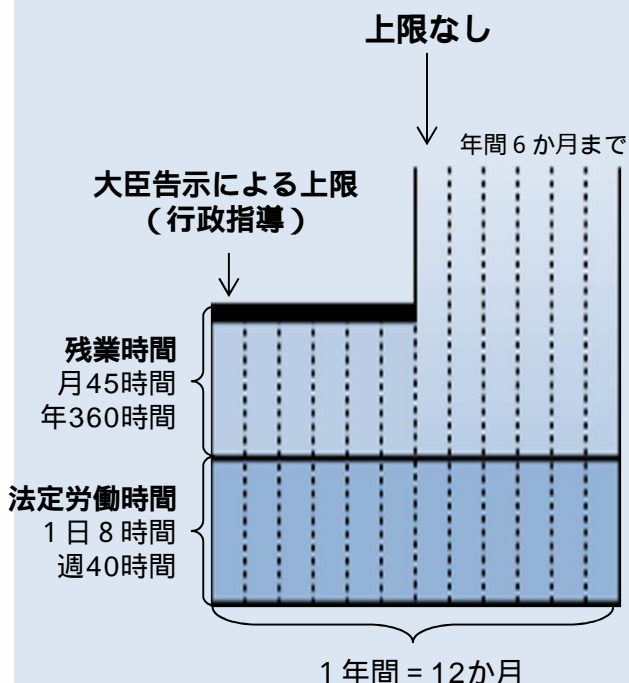 上限なし
年間6か月まで
大臣告示による上限
（行政指導）
残業時間
月45時間
年360時間
法定労働時間
1日8時間
週40時間
1年間=12か月